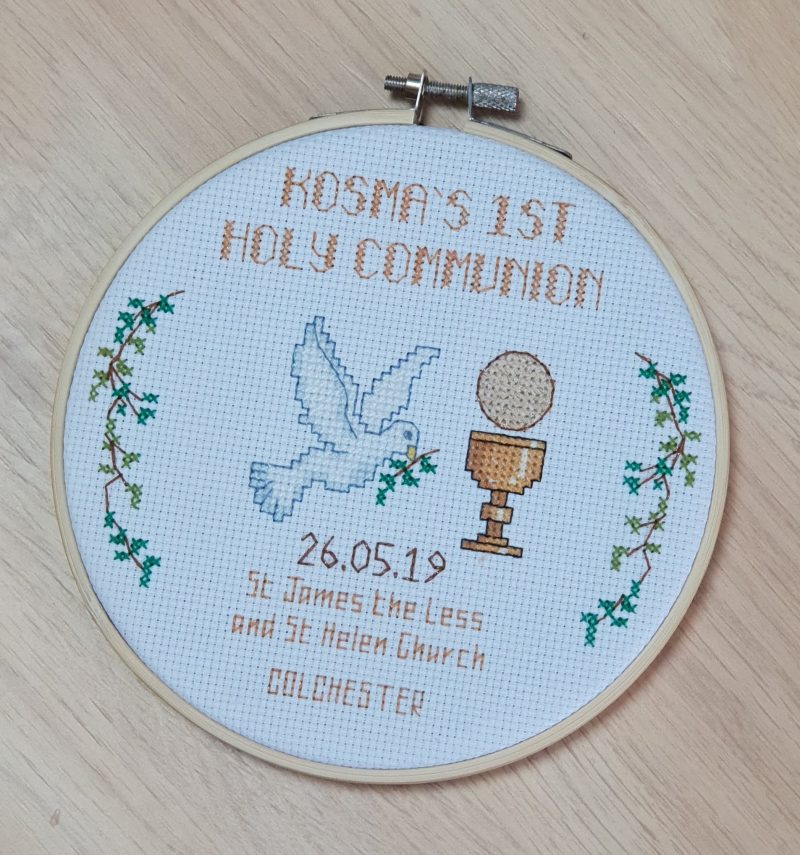 KOSMA'S 1ST
HOLY COMMUNION
26.05.19
St James the Less
and St Helen Church
COLCHESTER